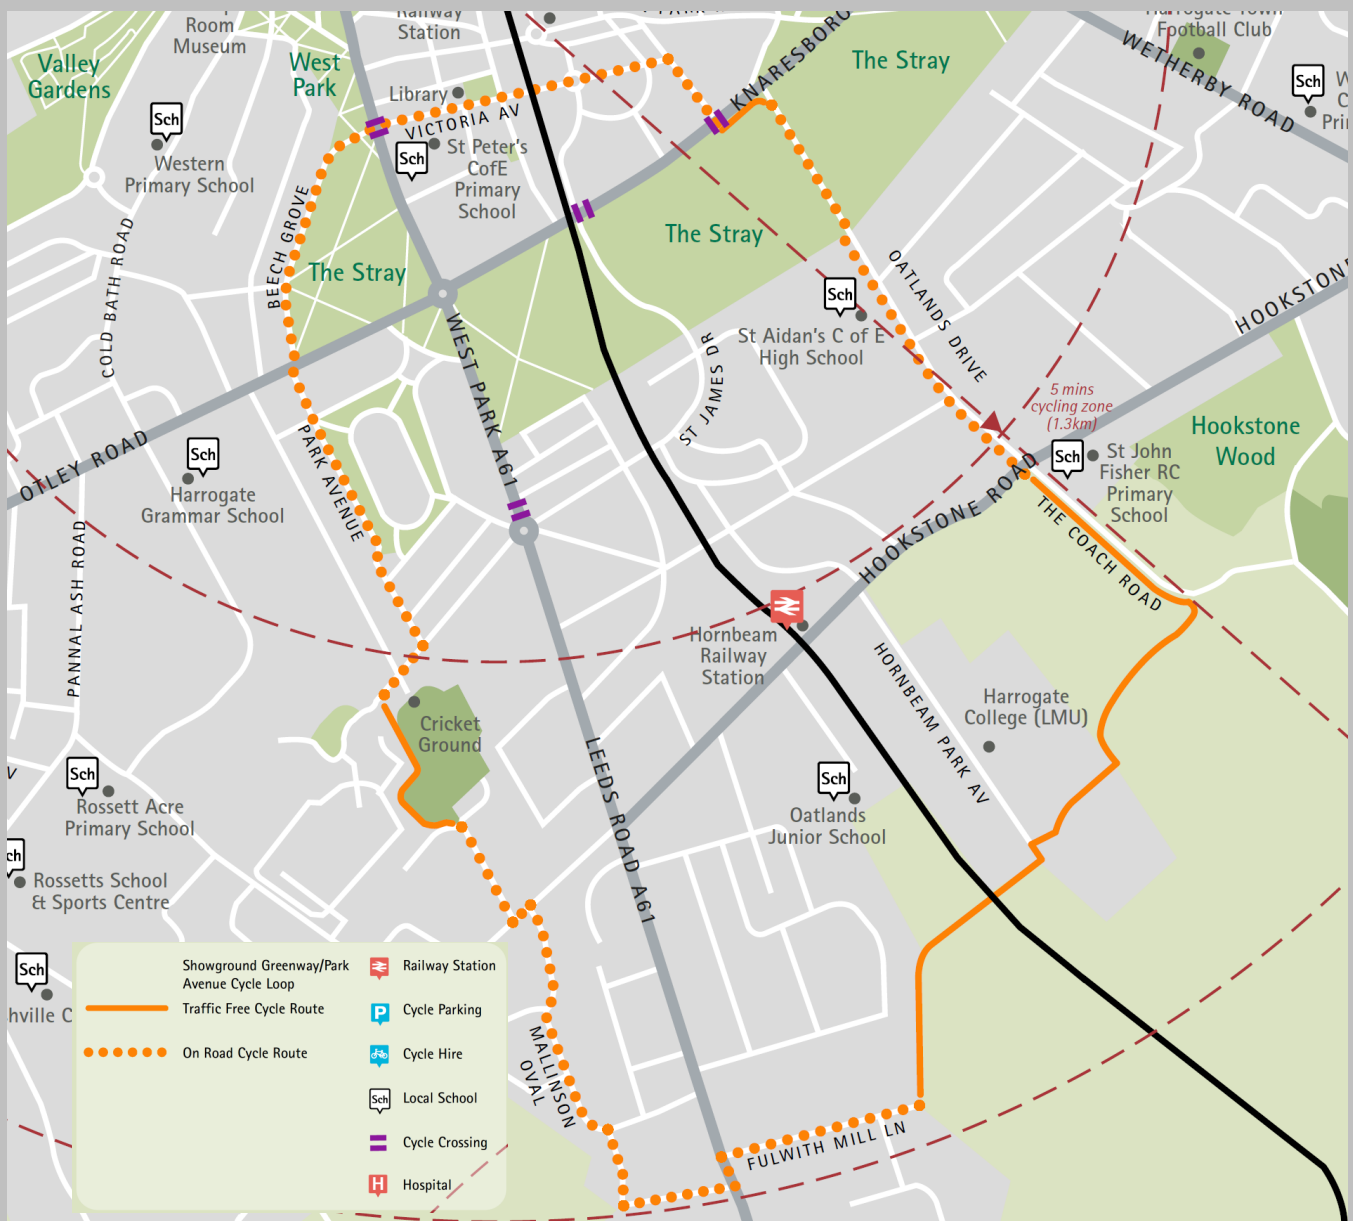 Room
Museum
Railway
Station
Football Club
Valley
Gardens
West
Park
The Stray
KNARESBORO
WETHERBY ROAD
Sch
Library
VICTORIA AV
Sch
Western
Primary School
Sch
St Peter's
CofE
Primary
School
BEECH GROVE
COLD BATH ROAD
The Stray
The Stray
OATLANDS DRIVE
Sch
St Aidan's C of E
High School
HOOKSTONE
WEST PARK A61
ST JAMES DR
5 mins
cycling zone
(1.3km)
Hookstone
Wood
Sch
St John
Fisher RC
Primary
School
OTLEY ROAD
PARK AVENUE
Sch
Harrogate
Grammar School
HOOKSTONE ROAD
THE COACH ROAD
PANNAL ASH ROAD
Hornbeam
Railway
Station
HORNBEAM PARK AV
Harrogate
College (LMU)
Cricket
Ground
LEEDS ROAD A61
Sch
Rossett Acre
Primary School
Sch
Oatlands
Junior School
ch
Rossetts School
& Sports Centre
Sch
hville C
MALLINSON
OVAL
FULWITH MILL LN
Showground Greenway/Park
Avenue Cycle Loop
Traffic Free Cycle Route
On Road Cycle Route
Railway Station
P
Cycle Parking
Cycle Hire
Sch
Local School
Cycle Crossing
H
Hospital